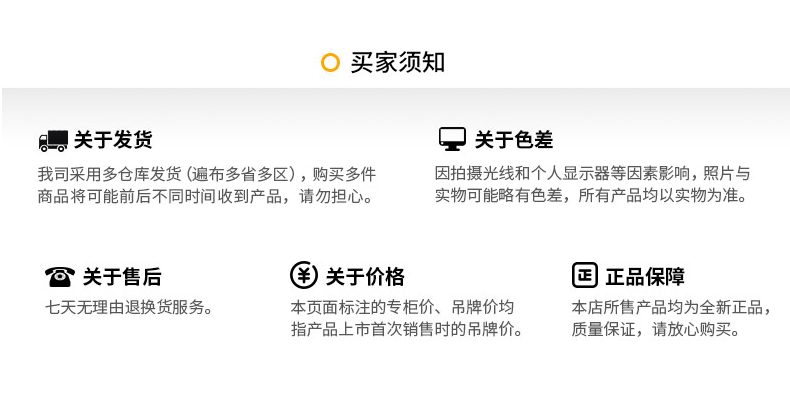 买家须知
关于发货
我司采用多仓库发货(遍布多省多区),购买多件
商品将可能前后不同时间收到产品，请勿担心。
关于色差
因拍摄光线和个人显示器等因素影响,照片与
实物可能略有色差，所有产品均以实物为准。
关于售后
七天无理由退换货服务。
关于价格
本页面标注的专柜价、吊牌价均
指产品上市首次销售时的吊牌价。
正
正品保障
本店所售产品均为全新正品，
质量保证，请放心购买。